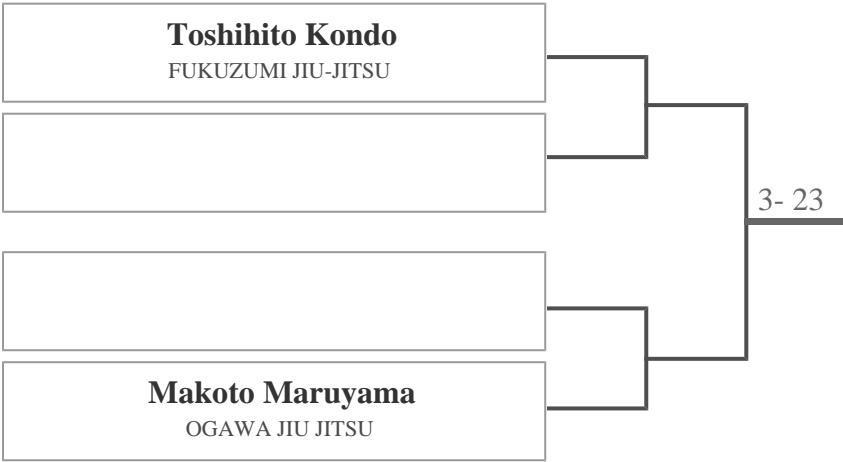 Toshihito Kondo
FUKUZUMI JIU-JITSU
3- 23
Makoto Maruyama
OGAWA JIU JITSU